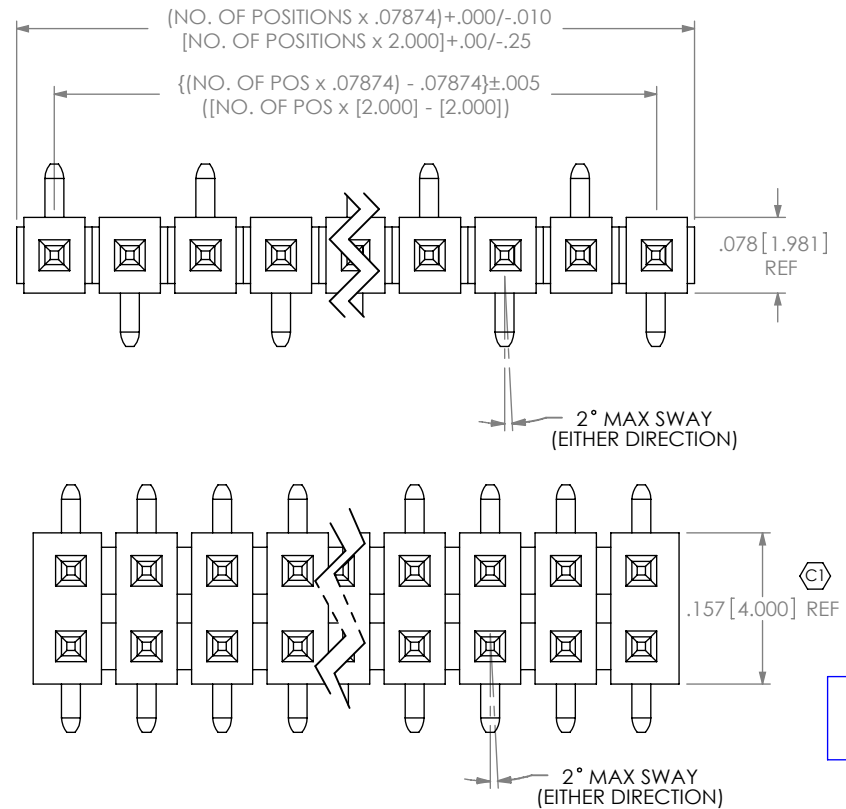 (NO. OF POSITIONS x .07874)+.000/-.010
[NO. OF POSITIONS x 2.000]+.00/-.25
{(NO. OF POS x .07874) - .07874}±.005
([NO. OF POS x [2.000] - [2.000])
.078[1.981]
REF
2° MAX SWAY
(EITHER DIRECTION)
C1
.157[4.000] REF
2° MAX SWAY
(EITHER DIRECTION)